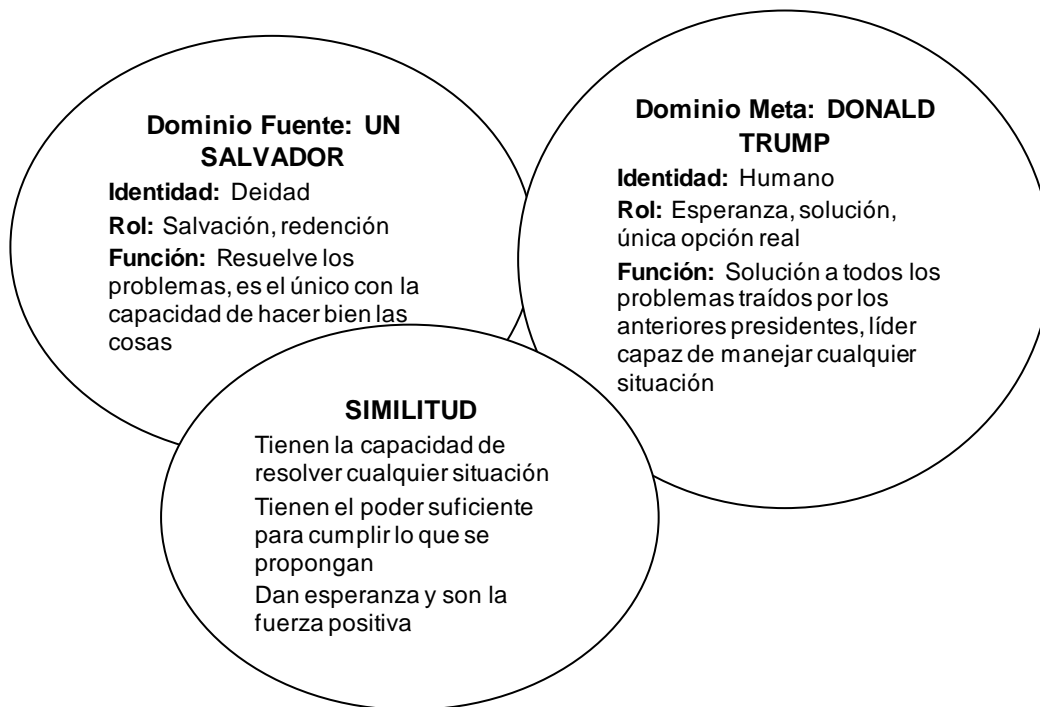 Dominio Fuente: UN
SALVADOR
Identidad: Deidad
Rol: Salvación, redención
Función: Resuelve los
problemas, es el único con la
capacidad de hacer bien las
cosas
Dominio Meta: DONALD
TRUMP
Identidad: Humano
Rol: Esperanza, solución,
única opción real
Función: Solución a todos los
problemas traídos por los
anteriores presidentes, líder
capaz de manejar cualquier
situación
SIMILITUD
Tienen la capacidad de
resolver cualquier situación
Tienen el poder suficiente
para cumplir lo que se
propongan
Dan esperanza y son la
fuerza positiva